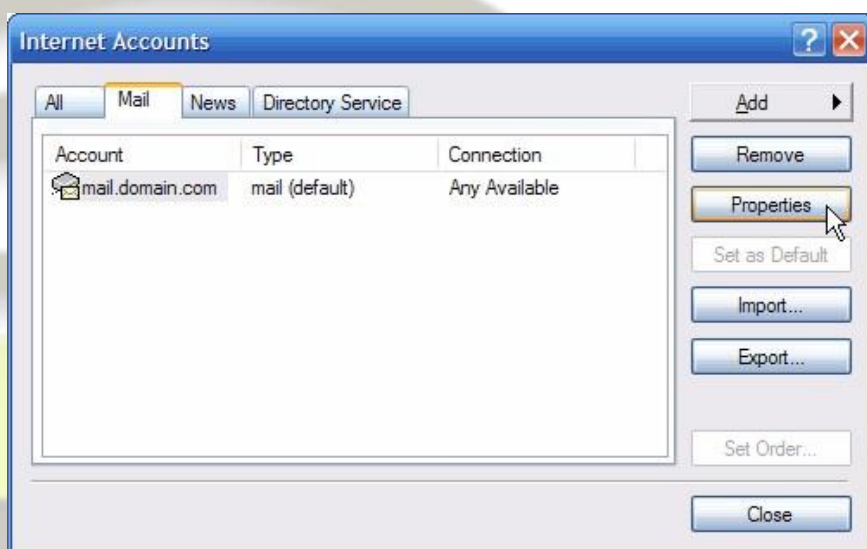 Internet Accounts
All Mail News Directory Service
Add
Account Type Connection
Remove
mail.domain.com mail (default) Any Available
Properties
Set as Default
Import...
Export...
Set Order...
Close